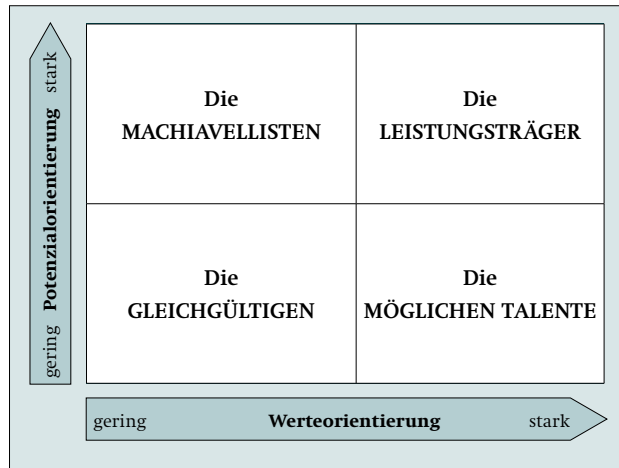 gering Potenzialorientierung stark
Die
MACHIAVELLISTEN
Die
LEISTUNGSTRÄGER
Die
GLEICHGÜLTIGEN
Die
MÖGLICHEN TALENTE
gering Werteorientierung stark